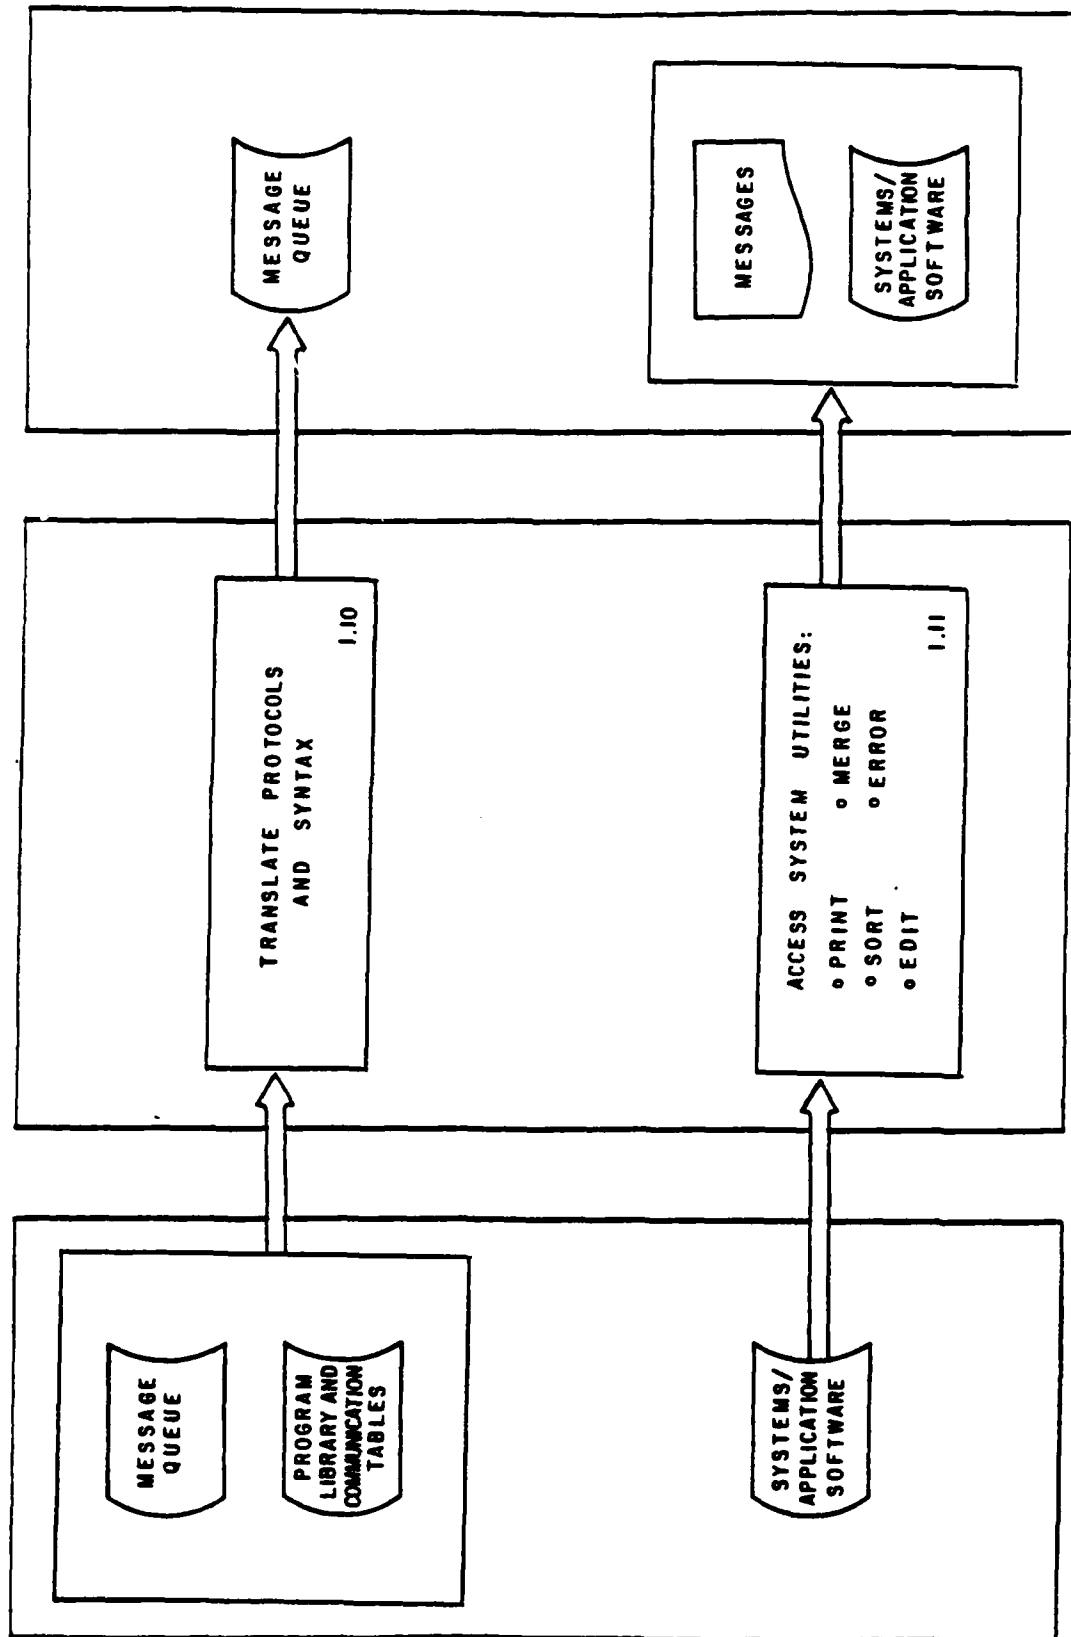 MESSAGE
QUEUE
PROGRAM
LIBRARY AND
COMMUNICATION
TABLES
SYSTEMS/
APPLICATION
SOFTWARE
TRANSLATE PROTOCOLS
AND SYNTAX
1.10
ACCESS SYSTEM UTILITIES:
o PRINT o MERGE
o SORT o ERROR
o EDIT
1.11
MESSAGE
QUEUE
MESSAGES
SYSTEMS/
APPLICATION
SOFTWARE